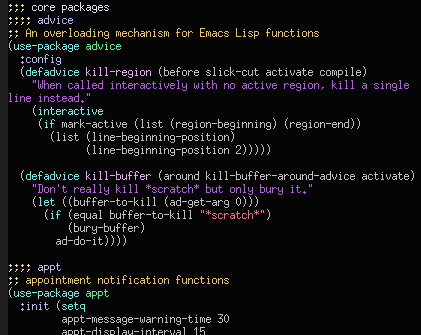 ;;; core packages
;;;; advice
;; An overloading mechanism for Emacs Lisp functions
(use-package advice
  :config
  (defadvice kill-region (before slick-cut activate compile)
    "When called interactively with no active region, kill a single
line instead."
    (interactive
     (if mark-active (list (region-beginning) (region-end))
       (list (line-beginning-position)
             (line-beginning-position 2)))))

  (defadvice kill-buffer (around kill-buffer-around-advice activate)
    "Don't really kill *scratch* but only bury it."
    (let ((buffer-to-kill (ad-get-arg 0)))
      (if (equal buffer-to-kill "*scratch*")
          (bury-buffer)
        ad-do-it))))

;;;; appt
;; appointment notification functions
(use-package appt
  :init (setq
         appt-message-warning-time 30
         appt-display-interval 15